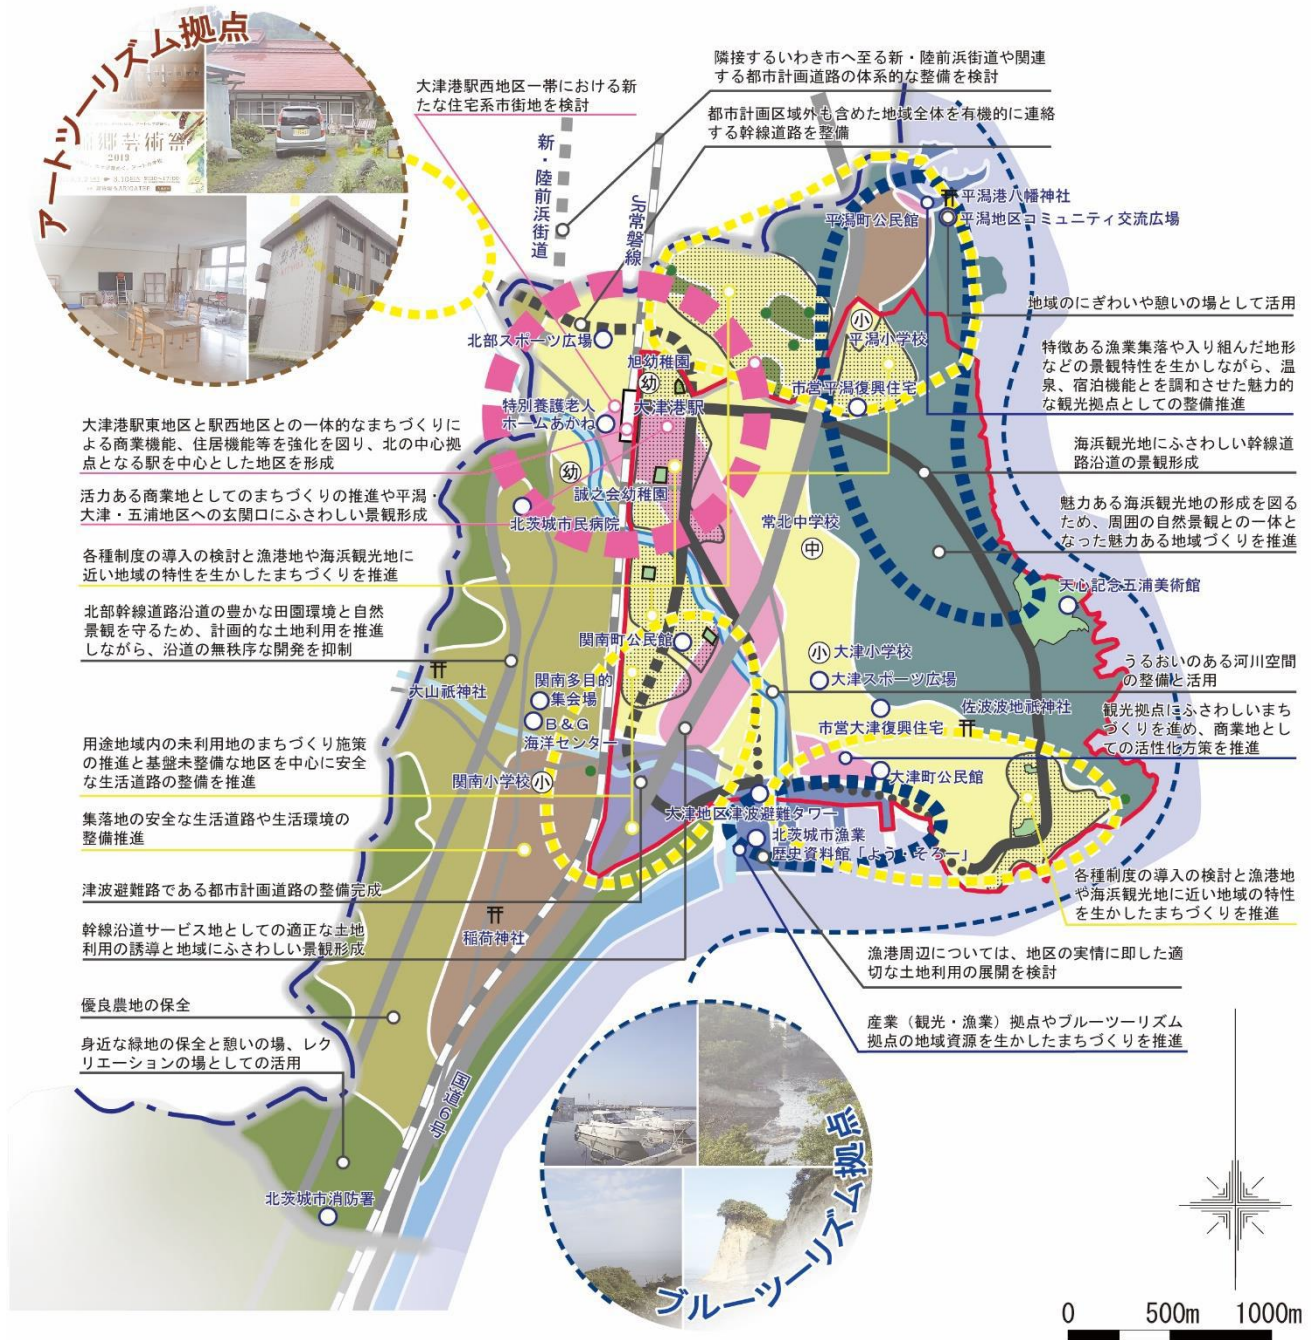 アートツーリズム拠点
芸術祭
2019
大津港駅西地区一帯における新
たな住宅系市街地を検討
隣接するいわき市へ至る新・陸前浜街道や関連
する都市計画道路の体系的な整備を検討
都市計画区域外も含めた地域全体を有機的に連絡
する幹線道路を整備
新・陸前浜街道
JR常磐線
平潟港八幡神社
平潟町公民館
平潟地区コミュニティ交流広場
地域のにぎわいや憩いの場として活用
小
平潟小学校
北部スポーツ広場
旭幼稚園
幼
特徴ある漁業集落や入り組んだ地形
などの景観特性を生かしながら、温
泉、宿泊機能とを調和させた魅力的
な観光拠点としての整備推進
市営平潟復興住宅
特別養護老人
ホームあかね
大津港駅
大津港駅東地区と駅西地区との一体的なまちづくりに
よる商業機能、住居機能等を強化を図り、北の中心拠
点となる駅を中心とした地区を形成
海浜観光地にふさわしい幹線道
路沿道の景観形成
幼
誠之会幼稚園
活力ある商業地としてのまちづくりの推進や平潟・
大津・五浦地区への玄関口にふさわしい景観形成
北茨城市民病院
魅力ある海浜観光地の形成を図る
ため、周囲の自然景観との一体と
なった魅力ある地域づくりを推進
常北中学校
中
各種制度の導入の検討と漁港地や海浜観光地に
近い地域の特性を生かしたまちづくりを推進
天心記念五浦美術館
北部幹線道路沿道の豊かな田園環境と自然
景観を守るため、計画的な土地利用を推進
しながら、沿道の無秩序な開発を抑制
関南町公民館
小
大津小学校
大津スポーツ広場
うるおいのある河川空間
の整備と活用
大山祇神社
関南多目的
集会場
B&G
海洋センター
佐波波地祇神社
市営大津復興住宅
観光拠点にふさわしいまち
づくりを進め、商業地とし
ての活性化方策を推進
用途地域内の未利用地のまちづくり施策
の推進と基盤未整備な地区を中心に安全
な生活道路の整備を推進
関南小学校
小
大津町公民館
大津地区津波避難タワー
集落地の安全な生活道路や生活環境の
整備推進
北茨城市漁業
歴史資料館「よう・そろー」
津波避難路である都市計画道路の整備完成
各種制度の導入の検討と漁港地
や海浜観光地に近い地域の特性
を生かしたまちづくりを推進
幹線沿道サービス地としての適正な土地
利用の誘導と地域にふさわしい景観形成
稲荷神社
漁港周辺については、地区の実情に即した適
切な土地利用の展開を検討
優良農地の保全
産業（観光・漁業）拠点やブルーツーリズム
拠点の地域資源を生かしたまちづくりを推進
身近な緑地の保全と憩いの場、レク
リエーションの場としての活用
国道6号
北茨城市消防署
ブルーツーリズム拠点
0 500m 1000m